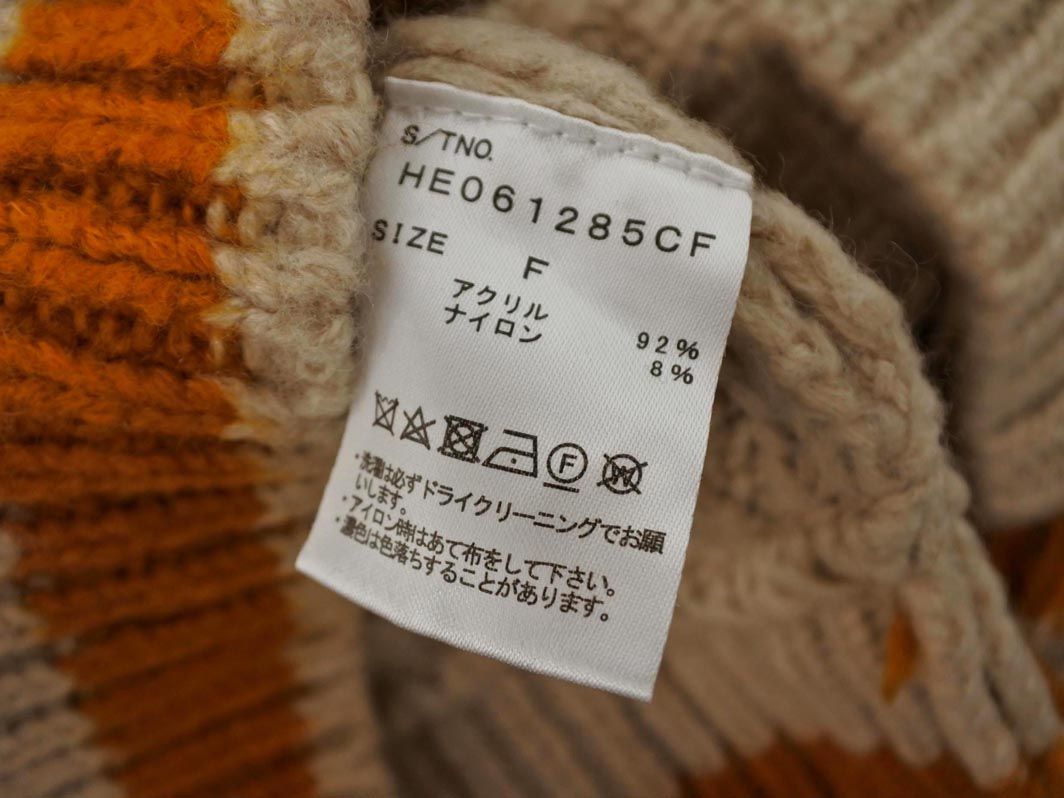 S/TNO.
HE061285CF
SIZE F
アクリル 92%
ナイロン 8%
F
W
・洗濯は必ずドライクリーニングでお願
いします。
・アイロン時はあて布をして下さい。
・濃色は色落ちすることがあります。